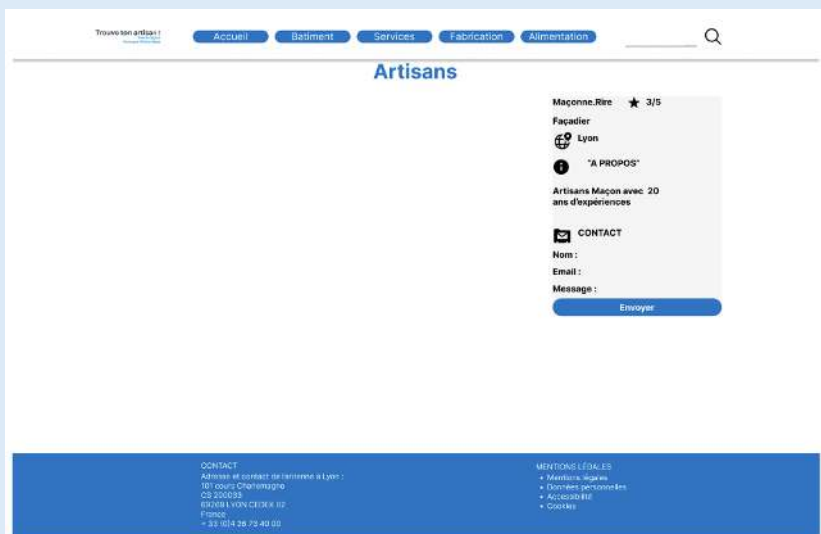 Trouve ton artisan !
Accueil
Batiment
Services
Fabrication
Alimentation
Artisans
Maçonne.Rire ★ 3/5
Façadier
Lyon
"A PROPOS"
Artisans Maçon avec 20
ans d'expériences
CONTACT
Nom :
Email :
Message :
Envoyer
CONTACT
Adresse et contact de l'antenne à Lyon :
101 cours Charlemagne
CS 200033
69269 LYON CEDEX 02
France
+ 33 (0)4 26 73 40 00
MENTIONS LÉGALES
• Mentions légales
• Données personnelles
• Accessibilité
• Cookies